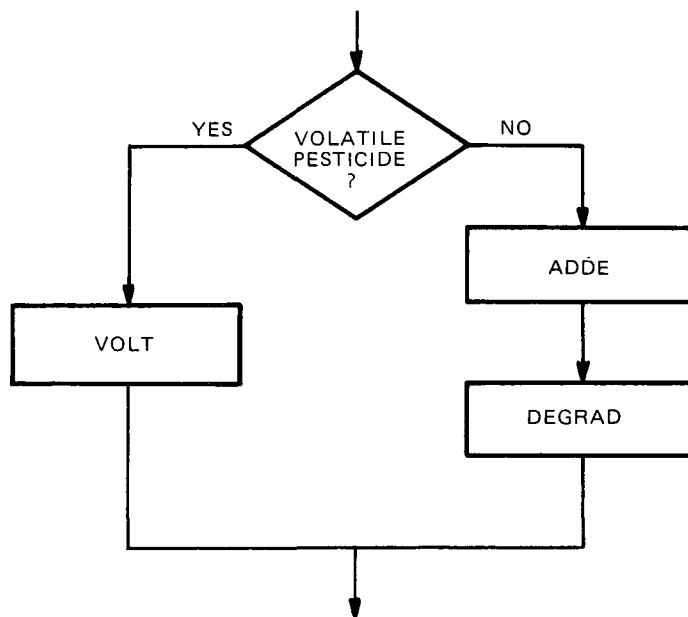 YES
VOLATILE
PESTICIDE
?
NO
ADDE
VOLT
DEGRAD